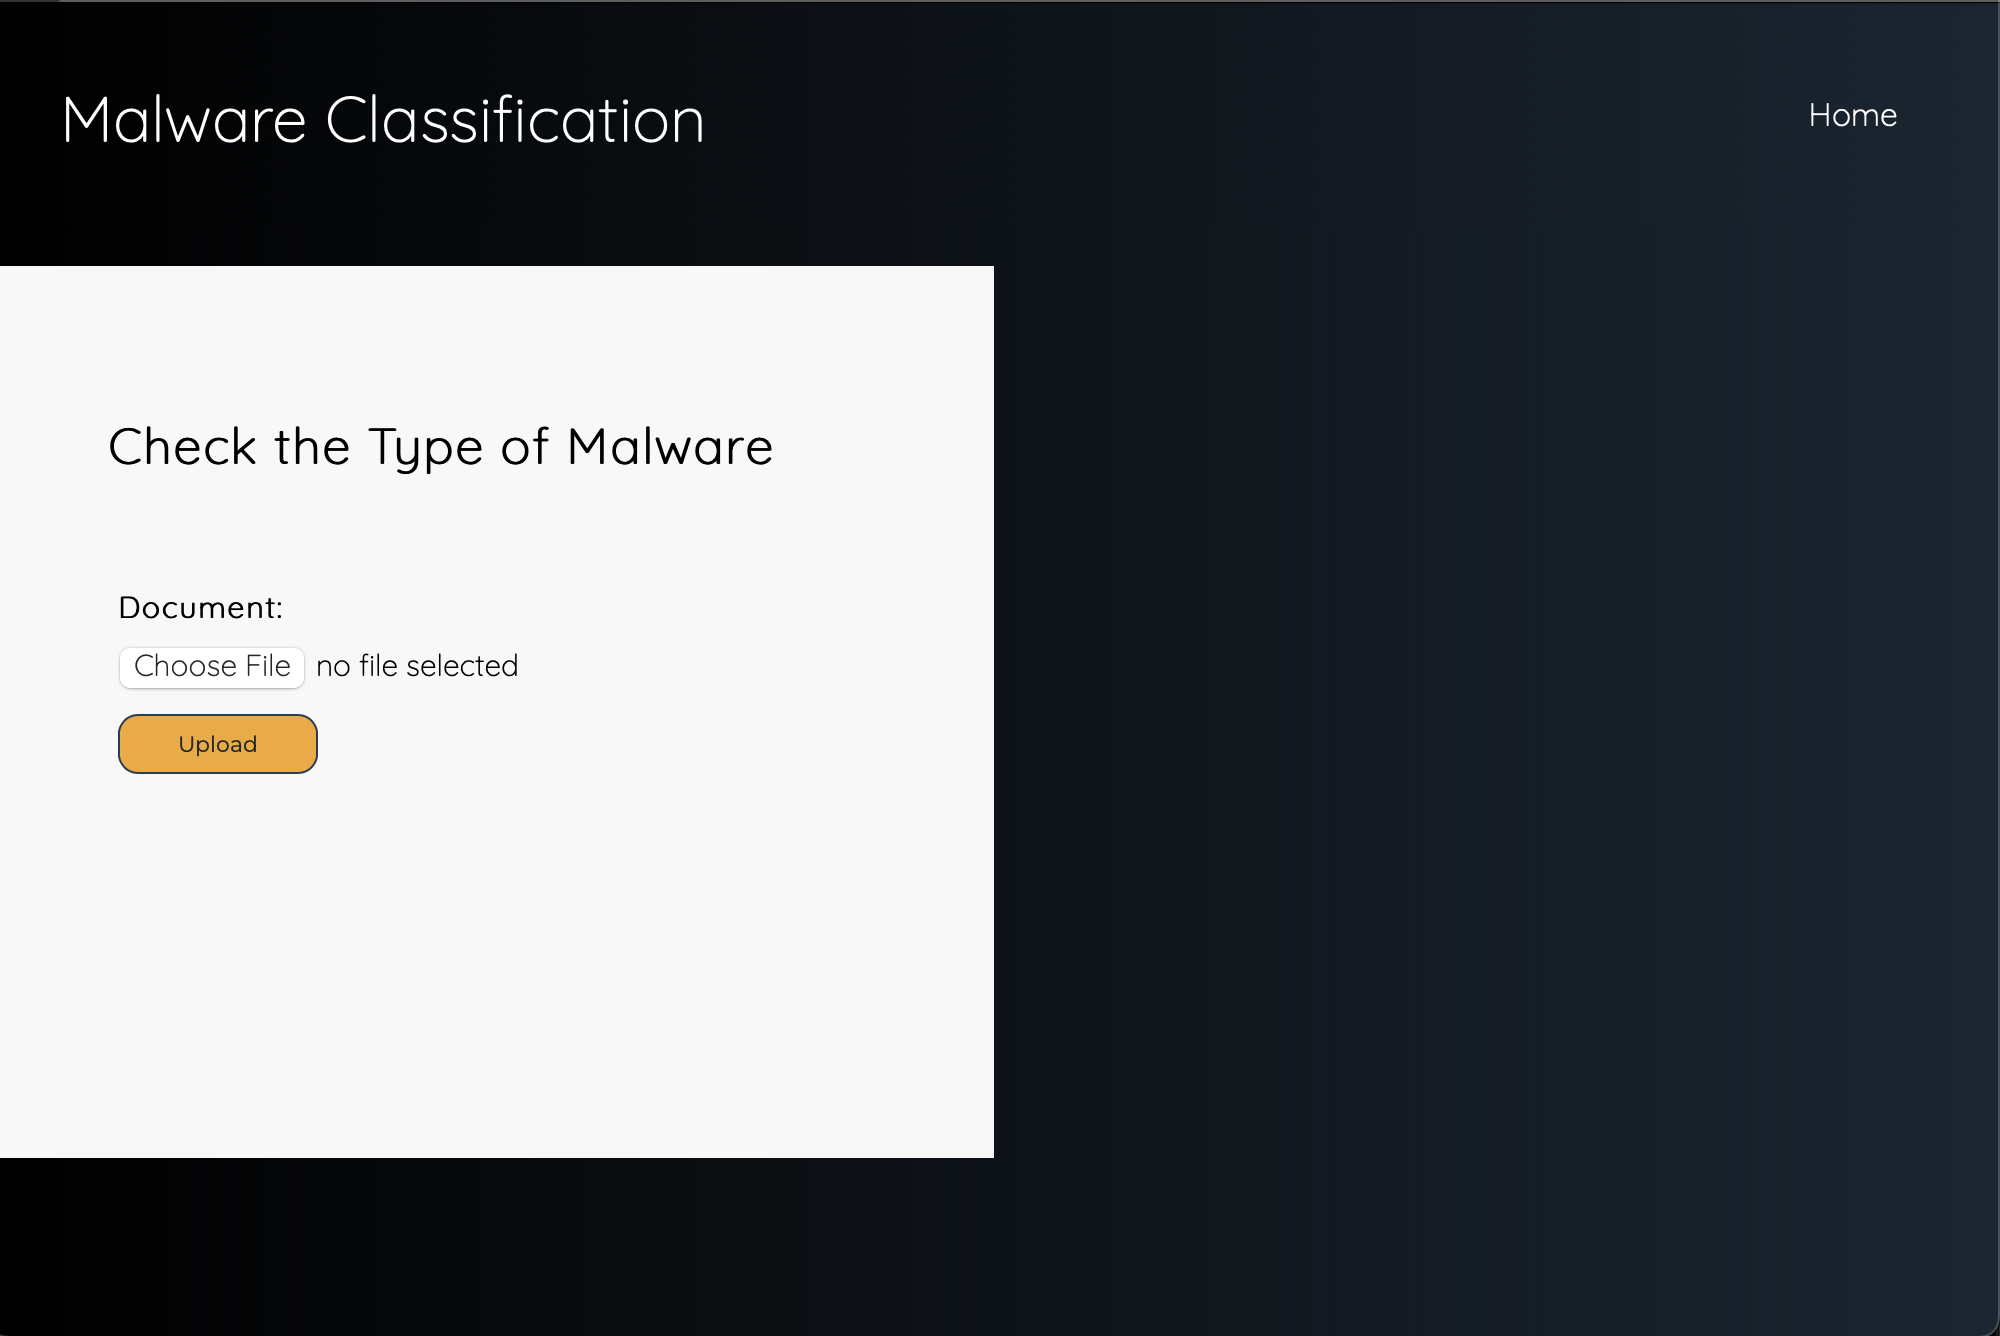 Malware Classification
Home
Check the Type of Malware
Document:
Choose File no file selected
Upload